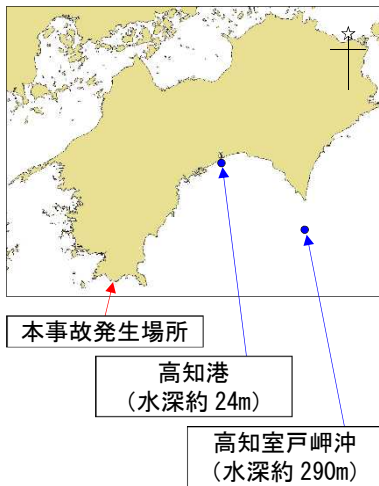 本事故発生場所
高知港
（水深約 24m）
高知室戸岬沖
（水深約 290m）